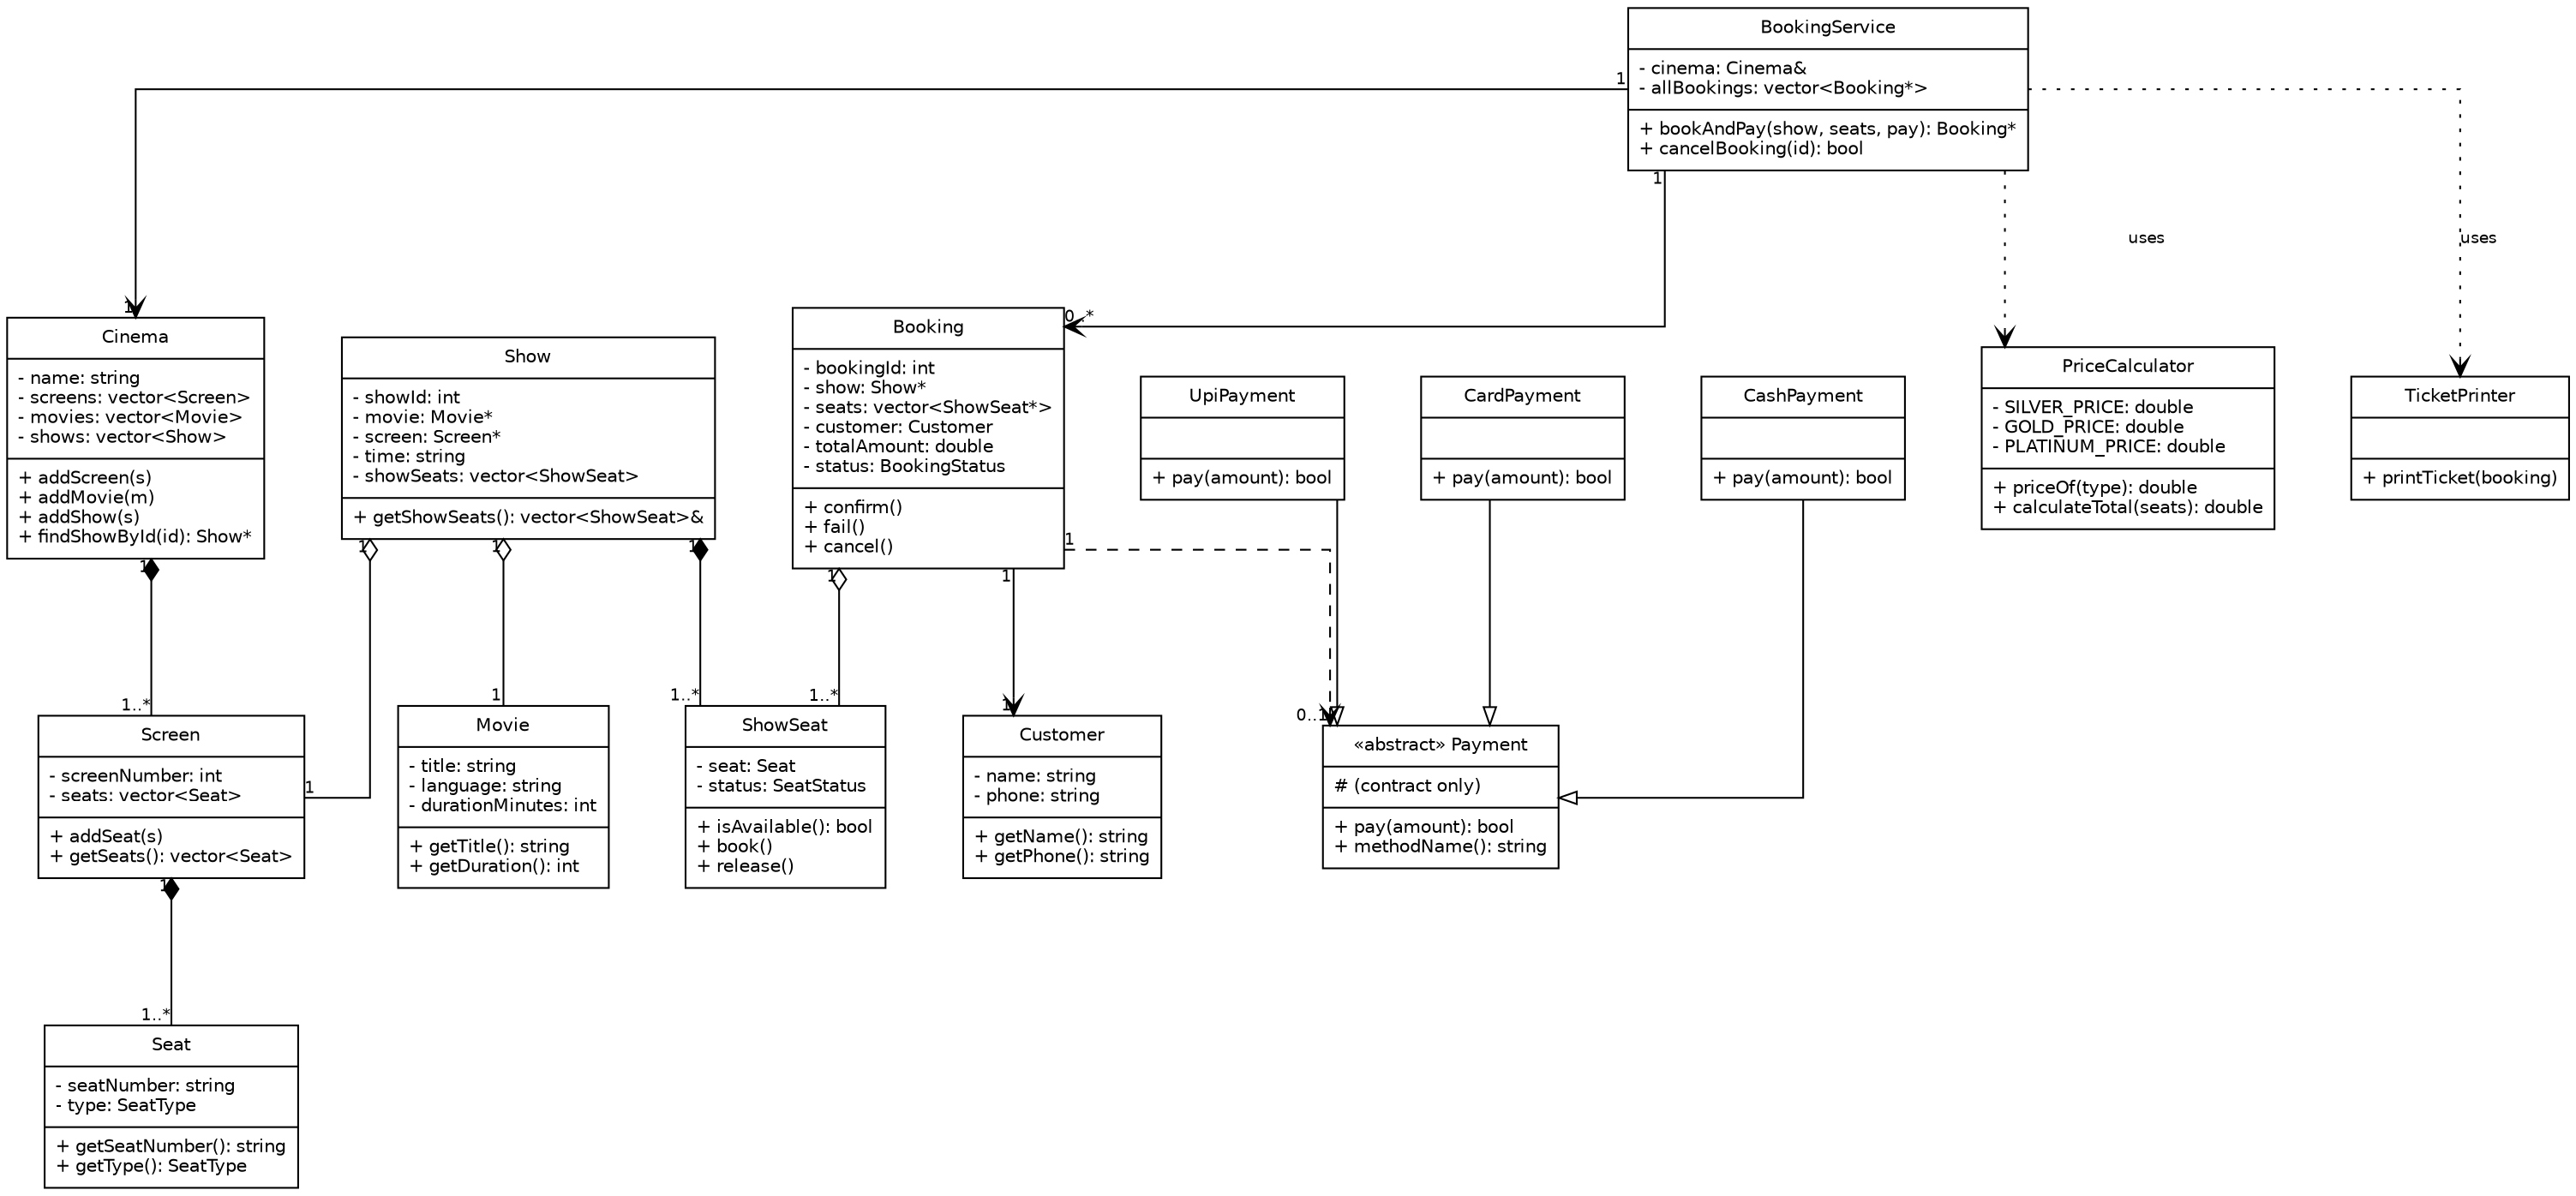 BookingService
- cinema: Cinema&
- allBookings: vector<Booking*>
+ bookAndPay(show, seats, pay): Booking*
+ cancelBooking(id): bool
1
1
uses
uses
1
0..*
Cinema
- name: string
- screens: vector<Screen>
- movies: vector<Movie>
- shows: vector<Show>
+ addScreen(s)
+ addMovie(m)
+ addShow(s)
+ findShowById(id): Show*
Show
- showId: int
- movie: Movie*
- screen: Screen*
- time: string
- showSeats: vector<ShowSeat>
+ getShowSeats(): vector<ShowSeat>&
Booking
- bookingId: int
- show: Show*
- seats: vector<ShowSeat*>
- customer: Customer
- totalAmount: double
- status: BookingStatus
+ confirm()
+ fail()
+ cancel()
UpiPayment
+ pay(amount): bool
CardPayment
+ pay(amount): bool
CashPayment
+ pay(amount): bool
PriceCalculator
- SILVER_PRICE: double
- GOLD_PRICE: double
- PLATINUM_PRICE: double
+ priceOf(type): double
+ calculateTotal(seats): double
TicketPrinter
+ printTicket(booking)
1
1
1
1
1
1
1
1..*
1
1..*
1..*
1
0..1
1
Screen
- screenNumber: int
- seats: vector<Seat>
+ addSeat(s)
+ getSeats(): vector<Seat>
Movie
- title: string
- language: string
- durationMinutes: int
+ getTitle(): string
+ getDuration(): int
ShowSeat
- seat: Seat
- status: SeatStatus
+ isAvailable(): bool
+ book()
+ release()
Customer
- name: string
- phone: string
+ getName(): string
+ getPhone(): string
«abstract» Payment
# (contract only)
+ pay(amount): bool
+ methodName(): string
1
1..*
Seat
- seatNumber: string
- type: SeatType
+ getSeatNumber(): string
+ getType(): SeatType